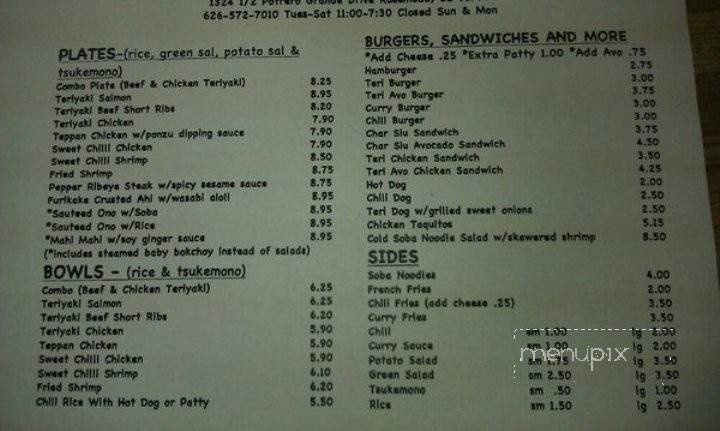 1324 1/2 Potrero Grande Drive Rosemead,
626-572-7010 Tues-Sat 11:00-7:30 Closed Sun & Mon
PLATES-(rice, green sal, potato sal &
tsukemono)
Combo Plate (Beef & Chicken Teriyaki) 8.25
Teriyaki Salmon 8.95
Teriyaki Beef Short Ribs 8.20
Teriyaki Chicken 7.90
Teppan Chicken w/ponzu dipping sauce 7.90
Sweet Chilli Chicken 7.90
Sweet Chilli Shrimp 8.50
Fried Shrimp 8.75
Pepper Ribeye Steak w/spicy sesame sauce 8.75
Furikake Crusted Ahi w/wasabi aioli 8.95
*Sauteed Ono w/Soba 8.95
*Sauteed Ono w/Rice 8.95
*Mahi Mahi w/soy ginger sauce 8.95
(*includes steamed baby bokchoy instead of salads)
BOWLS - (rice & tsukemono)
Combo (Beef & Chicken Teriyaki) 6.25
Teriyaki Salmon 6.25
Teriyaki Beef Short Ribs 6.20
Teriyaki Chicken 5.90
Teppan Chicken 5.90
Sweet Chilli Chicken 5.90
Sweet Chilli Shrimp 6.10
Fried Shrimp 6.20
Chili Rice With Hot Dog or Patty 5.50
BURGERS, SANDWICHES AND MORE
*Add Cheese .25 *Extra Patty 1.00 *Add Avo .75
Hamburger 2.75
Teri Burger 3.00
Teri Avo Burger 3.75
Curry Burger 3.00
Chili Burger 3.00
Char Siu Sandwich 3.75
Char Siu Avocado Sandwich 4.50
Teri Chicken Sandwich 3.50
Teri Avo Chicken Sandwich 4.25
Hot Dog 2.00
Chili Dog 2.50
Teri Dog w/grilled sweet onions 2.50
Chicken Taquitos 5.15
Cold Soba Noodle Salad w/skewered shrimp 8.50
SIDES
Soba Noodles 4.00
French Fries 2.00
Chili Fries (add cheese .25) 3.50
Curry Fries 3.50
Chili sm 1.00 lg 2.00
Curry Sauce sm 1.00 lg 2.00
Potato Salad sm 1.75 lg 3.50
Green Salad sm 2.50 lg 3.50
Tsukemono sm .50 lg 1.00
Rice sm 1.50 lg 2.50
menupix